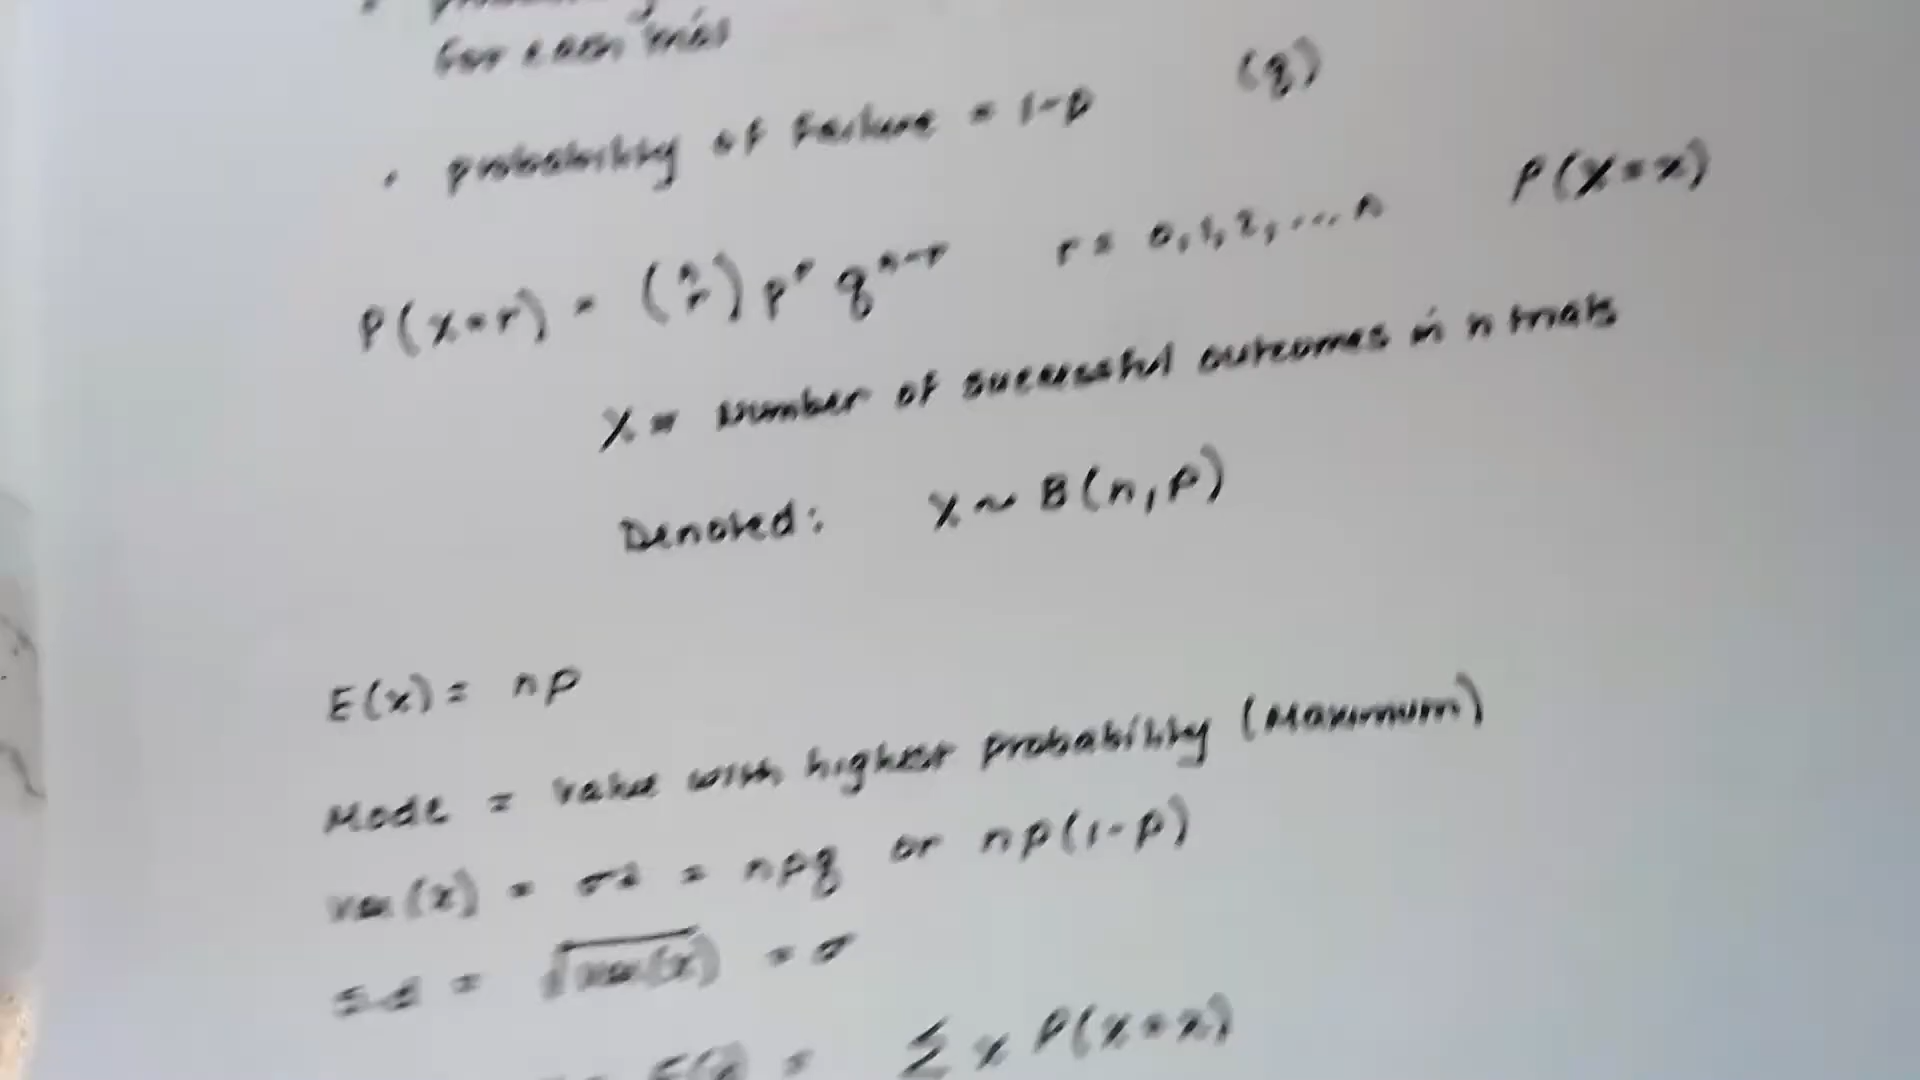 for each trial
• probability of failure = 1-p (q)
P(X=r) = (n r) p^r q^n-r r = 0,1,2,...n P(X=x)
X = Number of successful outcomes in n trials
Denoted: X ~ B(n,p)
E(x) = np
Mode = value with highest probability (Maximum)
Var(x) = σ2 = npq or np(1-p)
s.d = √var(x) = σ
E(x) = Σ x P(X=x)